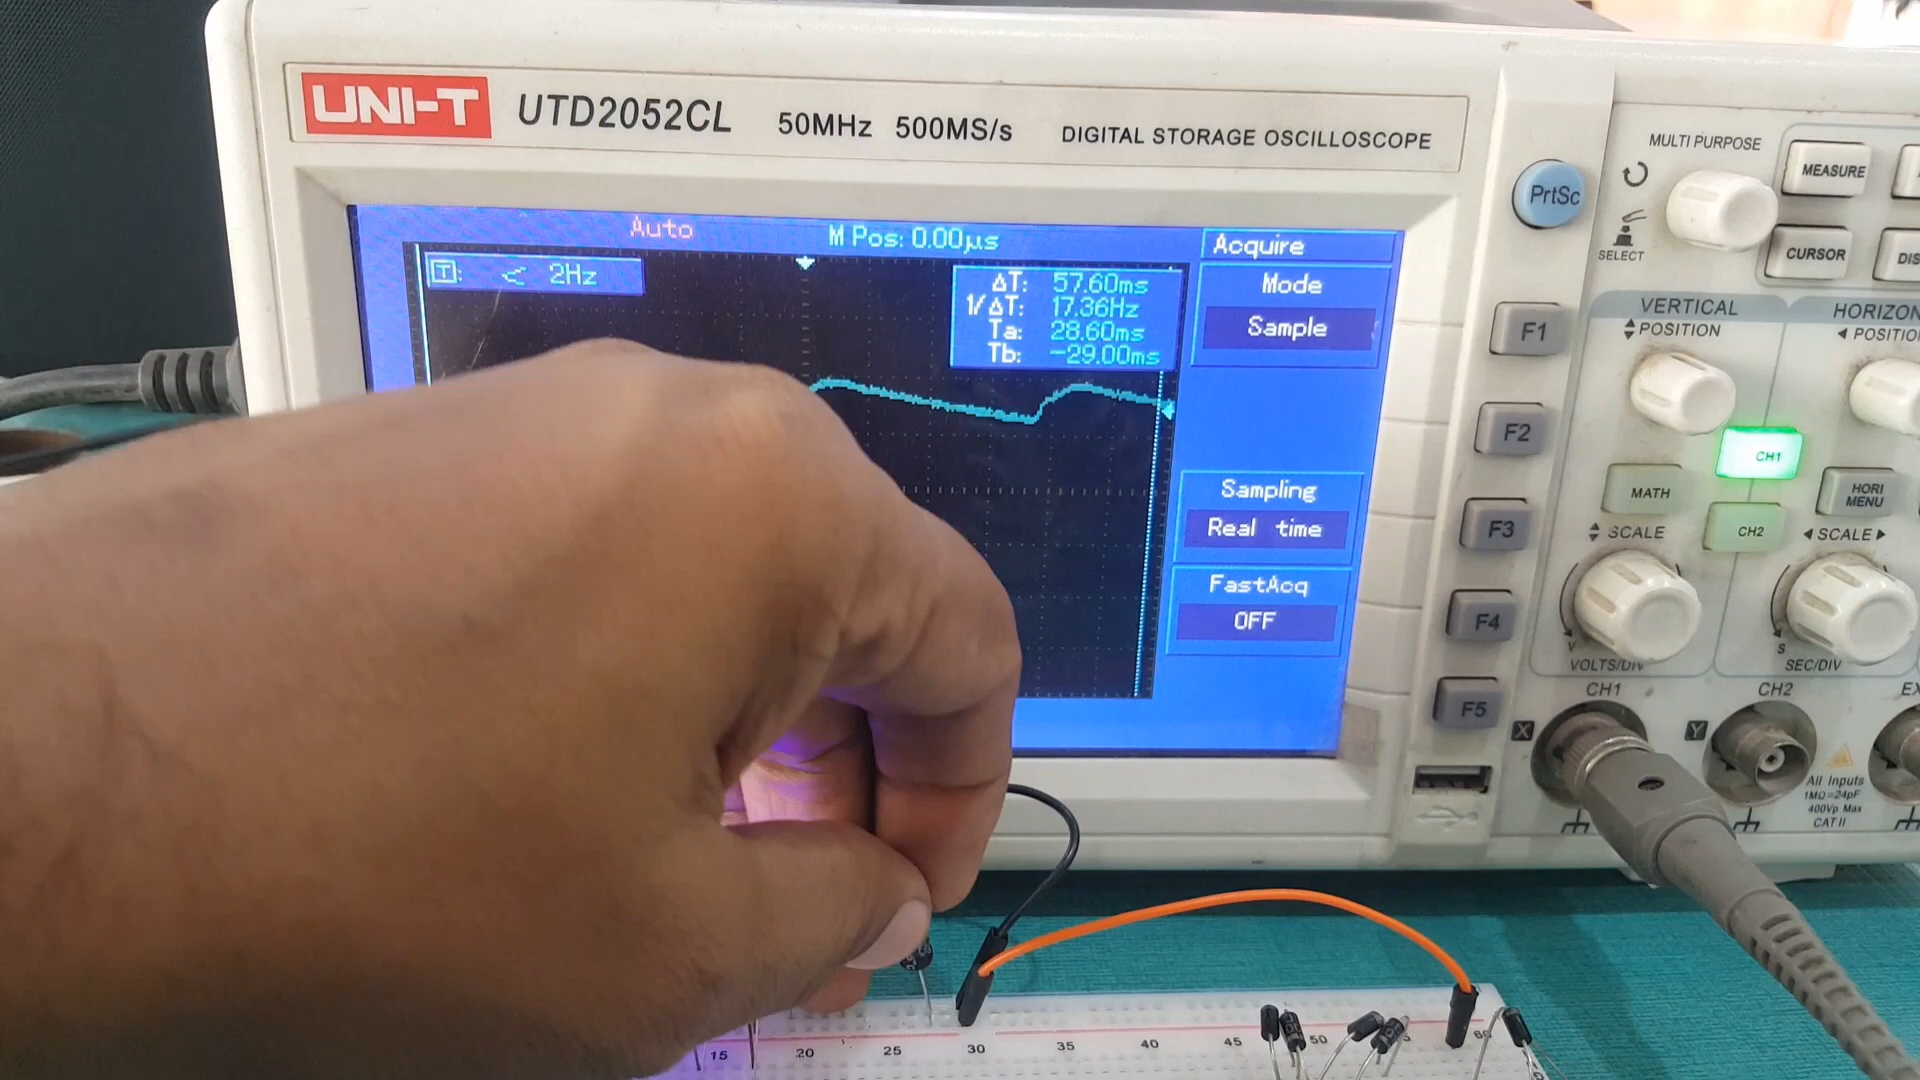 UNI-T UTD2052CL 50MHz 500MS/s DIGITAL STORAGE OSCILLOSCOPE
Auto M Pos: 0.00μs
T: < 2Hz
ΔT: 57.60ms
1/ΔT: 17.36Hz
Ta: 28.60ms
Tb: -29.00ms
Acquire
Mode
Sample
Sampling
Real time
FastAcq
OFF
PrtSc
F1
F2
F3
F4
F5
MULTI PURPOSE
SELECT
MEASURE
CURSOR
VERTICAL
POSITION
CH1
MATH
CH2
SCALE
V
VOLTS/DIV
POSITIO
HORI
MENU
SCALE
S
SEC/DIV
CH1
CH2
X
Y
All Inputs
1MΩ=24pF
400Vp Max
CAT II
15 20 25 30 35 40 45 50 60